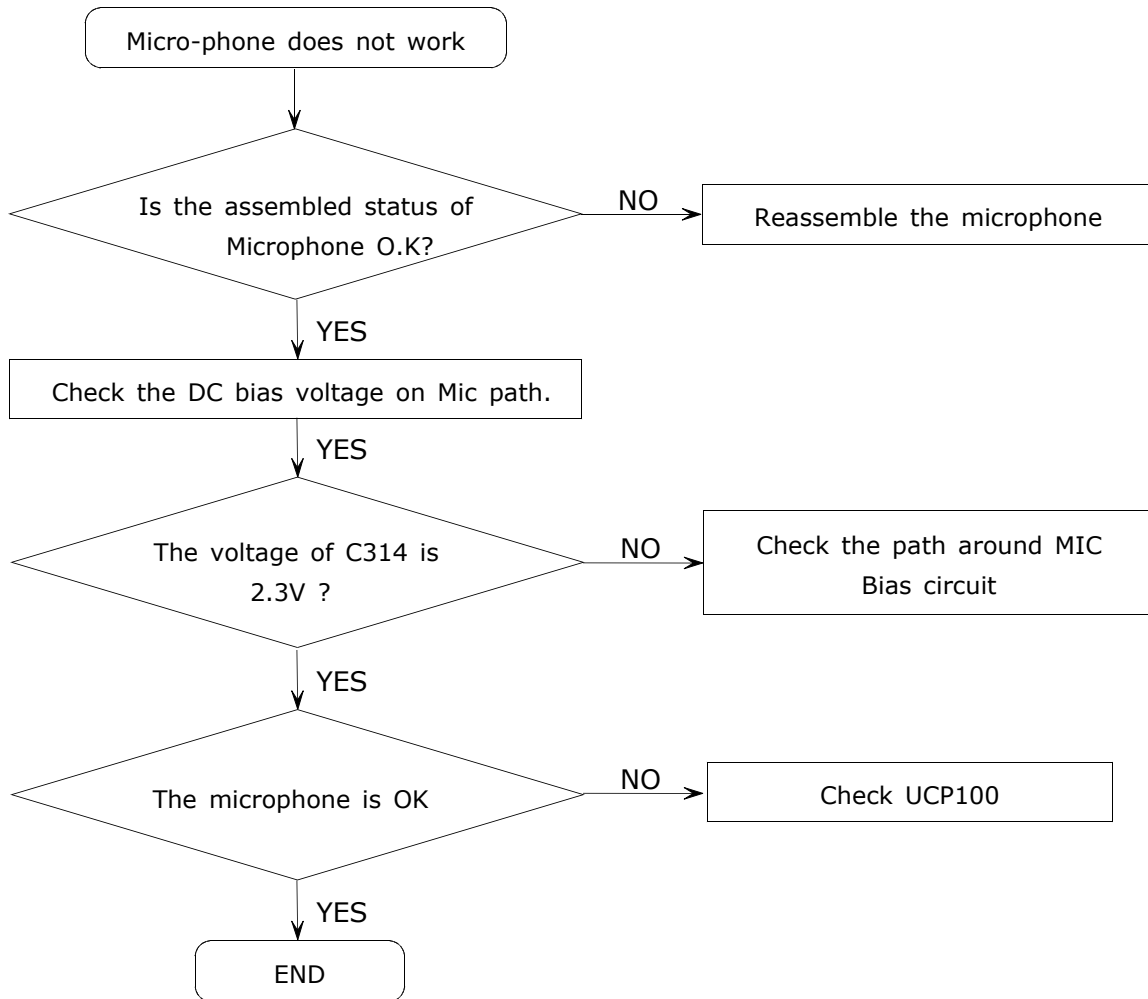 Micro-phone does not work
Is the assembled status of
Microphone O.K?
NO
Reassemble the microphone
YES
Check the DC bias voltage on Mic path.
YES
The voltage of C314 is
2.3V ?
NO
Check the path around MIC
Bias circuit
YES
The microphone is OK
NO
Check UCP100
YES
END